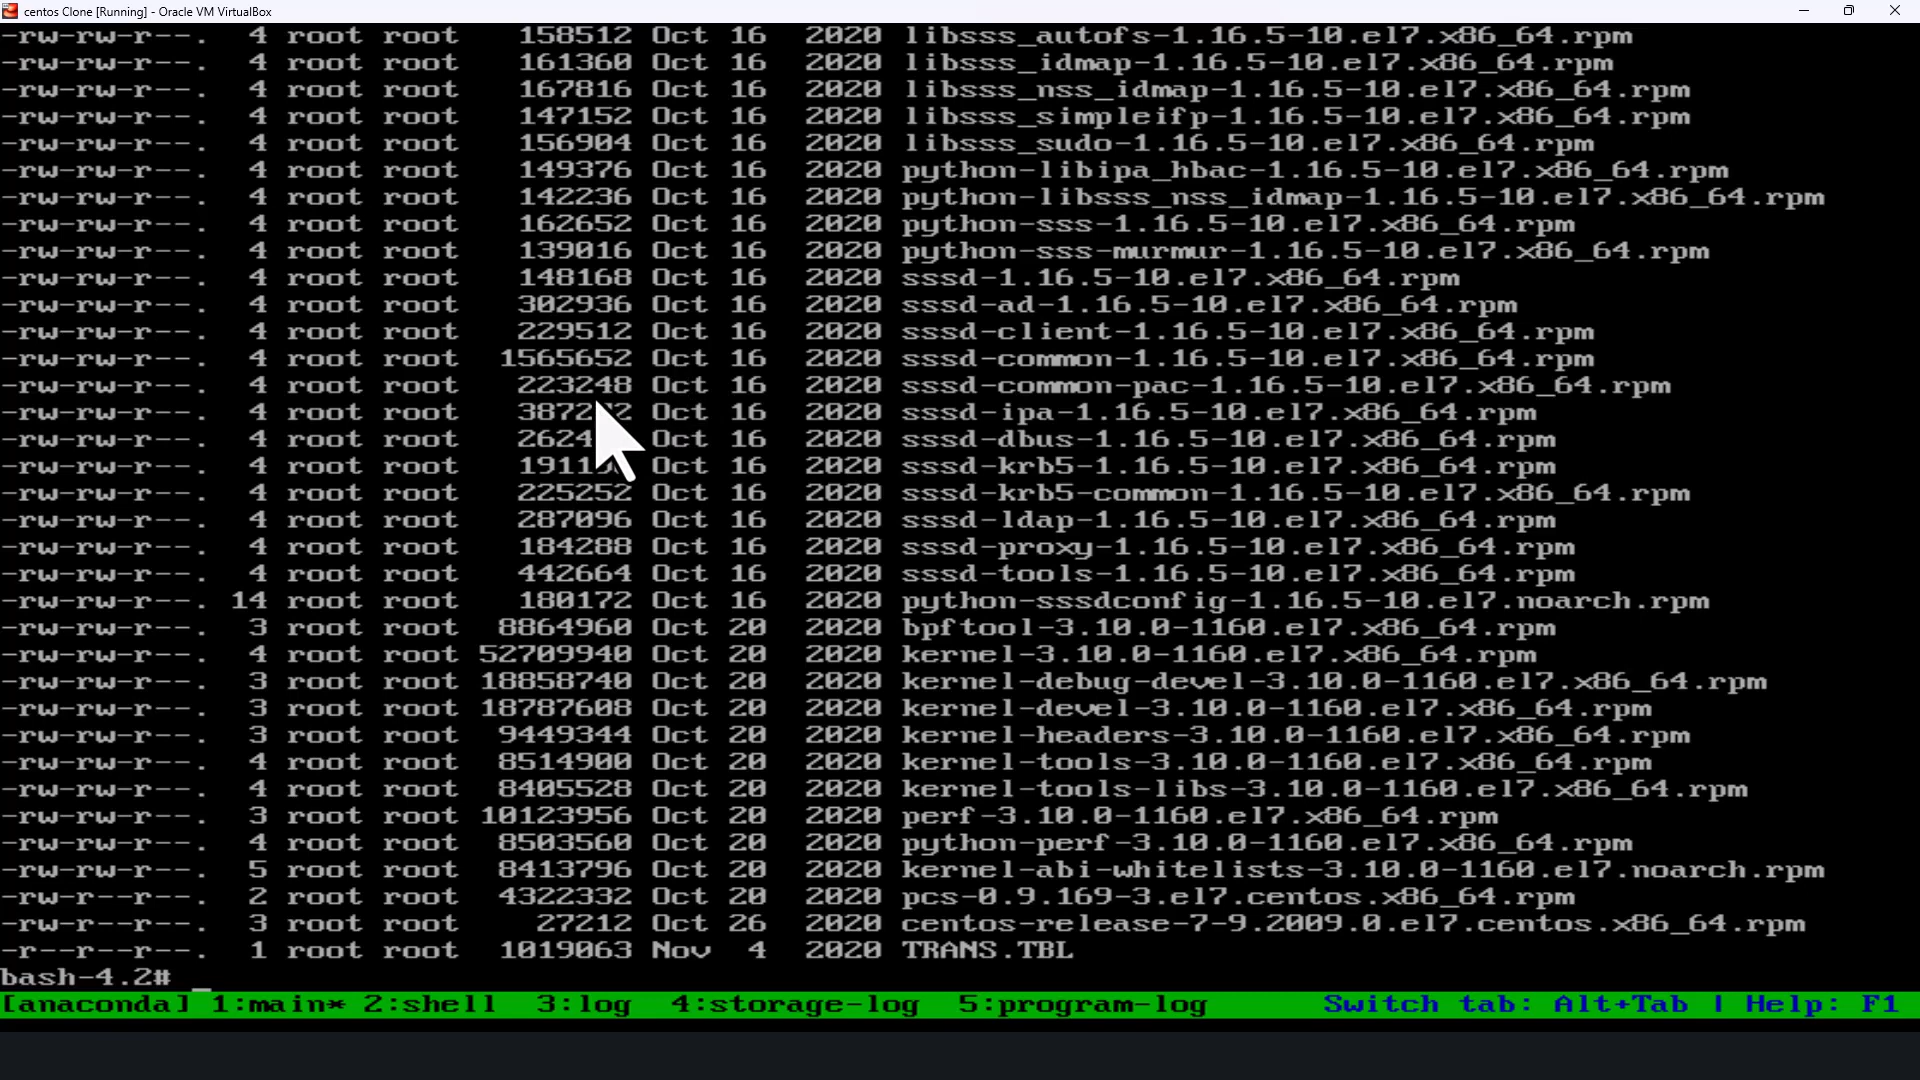 centos Clone [Running] - Oracle VM VirtualBox
-rw-rw-r--. 4 root root 158512 Oct 16 2020 libsss_autofs-1.16.5-10.el7.x86_64.rpm
-rw-rw-r--. 4 root root 161360 Oct 16 2020 libsss_idmap-1.16.5-10.el7.x86_64.rpm
-rw-rw-r--. 4 root root 167816 Oct 16 2020 libsss_nss_idmap-1.16.5-10.el7.x86_64.rpm
-rw-rw-r--. 4 root root 147152 Oct 16 2020 libsss_simpleifp-1.16.5-10.el7.x86_64.rpm
-rw-rw-r--. 4 root root 156904 Oct 16 2020 libsss_sudo-1.16.5-10.el7.x86_64.rpm
-rw-rw-r--. 4 root root 149376 Oct 16 2020 python-libipa_hbac-1.16.5-10.el7.x86_64.rpm
-rw-rw-r--. 4 root root 142236 Oct 16 2020 python-libsss_nss_idmap-1.16.5-10.el7.x86_64.rpm
-rw-rw-r--. 4 root root 162652 Oct 16 2020 python-sss-1.16.5-10.el7.x86_64.rpm
-rw-rw-r--. 4 root root 139016 Oct 16 2020 python-sss-murmur-1.16.5-10.el7.x86_64.rpm
-rw-rw-r--. 4 root root 148168 Oct 16 2020 sssd-1.16.5-10.el7.x86_64.rpm
-rw-rw-r--. 4 root root 302936 Oct 16 2020 sssd-ad-1.16.5-10.el7.x86_64.rpm
-rw-rw-r--. 4 root root 229512 Oct 16 2020 sssd-client-1.16.5-10.el7.x86_64.rpm
-rw-rw-r--. 4 root root 1565652 Oct 16 2020 sssd-common-1.16.5-10.el7.x86_64.rpm
-rw-rw-r--. 4 root root 223248 Oct 16 2020 sssd-common-pac-1.16.5-10.el7.x86_64.rpm
-rw-rw-r--. 4 root root Oct 16 2020 sssd-ipa-1.16.5-10.el7.x86_64.rpm
-rw-rw-r--. 4 root root Oct 16 2020 sssd-dbus-1.16.5-10.el7.x86_64.rpm
-rw-rw-r--. 4 root root Oct 16 2020 sssd-krb5-1.16.5-10.el7.x86_64.rpm
-rw-rw-r--. 4 root root 225252 Oct 16 2020 sssd-krb5-common-1.16.5-10.el7.x86_64.rpm
-rw-rw-r--. 4 root root 287096 Oct 16 2020 sssd-ldap-1.16.5-10.el7.x86_64.rpm
-rw-rw-r--. 4 root root 184288 Oct 16 2020 sssd-proxy-1.16.5-10.el7.x86_64.rpm
-rw-rw-r--. 4 root root 442664 Oct 16 2020 sssd-tools-1.16.5-10.el7.x86_64.rpm
-rw-rw-r--. 14 root root 180172 Oct 16 2020 python-sssdconfig-1.16.5-10.el7.noarch.rpm
-rw-rw-r--. 3 root root 8864960 Oct 20 2020 bpftool-3.10.0-1160.el7.x86_64.rpm
-rw-rw-r--. 4 root root 52709940 Oct 20 2020 kernel-3.10.0-1160.el7.x86_64.rpm
-rw-rw-r--. 3 root root 18858740 Oct 20 2020 kernel-debug-devel-3.10.0-1160.el7.x86_64.rpm
-rw-rw-r--. 3 root root 18787608 Oct 20 2020 kernel-devel-3.10.0-1160.el7.x86_64.rpm
-rw-rw-r--. 3 root root 9449344 Oct 20 2020 kernel-headers-3.10.0-1160.el7.x86_64.rpm
-rw-rw-r--. 4 root root 8514900 Oct 20 2020 kernel-tools-3.10.0-1160.el7.x86_64.rpm
-rw-rw-r--. 4 root root 8405528 Oct 20 2020 kernel-tools-libs-3.10.0-1160.el7.x86_64.rpm
-rw-rw-r--. 3 root root 10123956 Oct 20 2020 perf-3.10.0-1160.el7.x86_64.rpm
-rw-rw-r--. 4 root root 8503560 Oct 20 2020 python-perf-3.10.0-1160.el7.x86_64.rpm
-rw-rw-r--. 5 root root 8413796 Oct 20 2020 kernel-abi-whitelists-3.10.0-1160.el7.noarch.rpm
-rw-r--r--. 2 root root 4322332 Oct 20 2020 pcs-0.9.169-3.el7.centos.x86_64.rpm
-rw-r--r--. 3 root root 27212 Oct 26 2020 centos-release-7-9.2009.0.el7.centos.x86_64.rpm
-r--r--r--. 1 root root 1019063 Nov 4 2020 TRANS.TBL
bash-4.2# _
[anaconda] 1:main* 2:shell 3:log 4:storage-log 5:program-log Switch tab: Alt+Tab | Help: F1